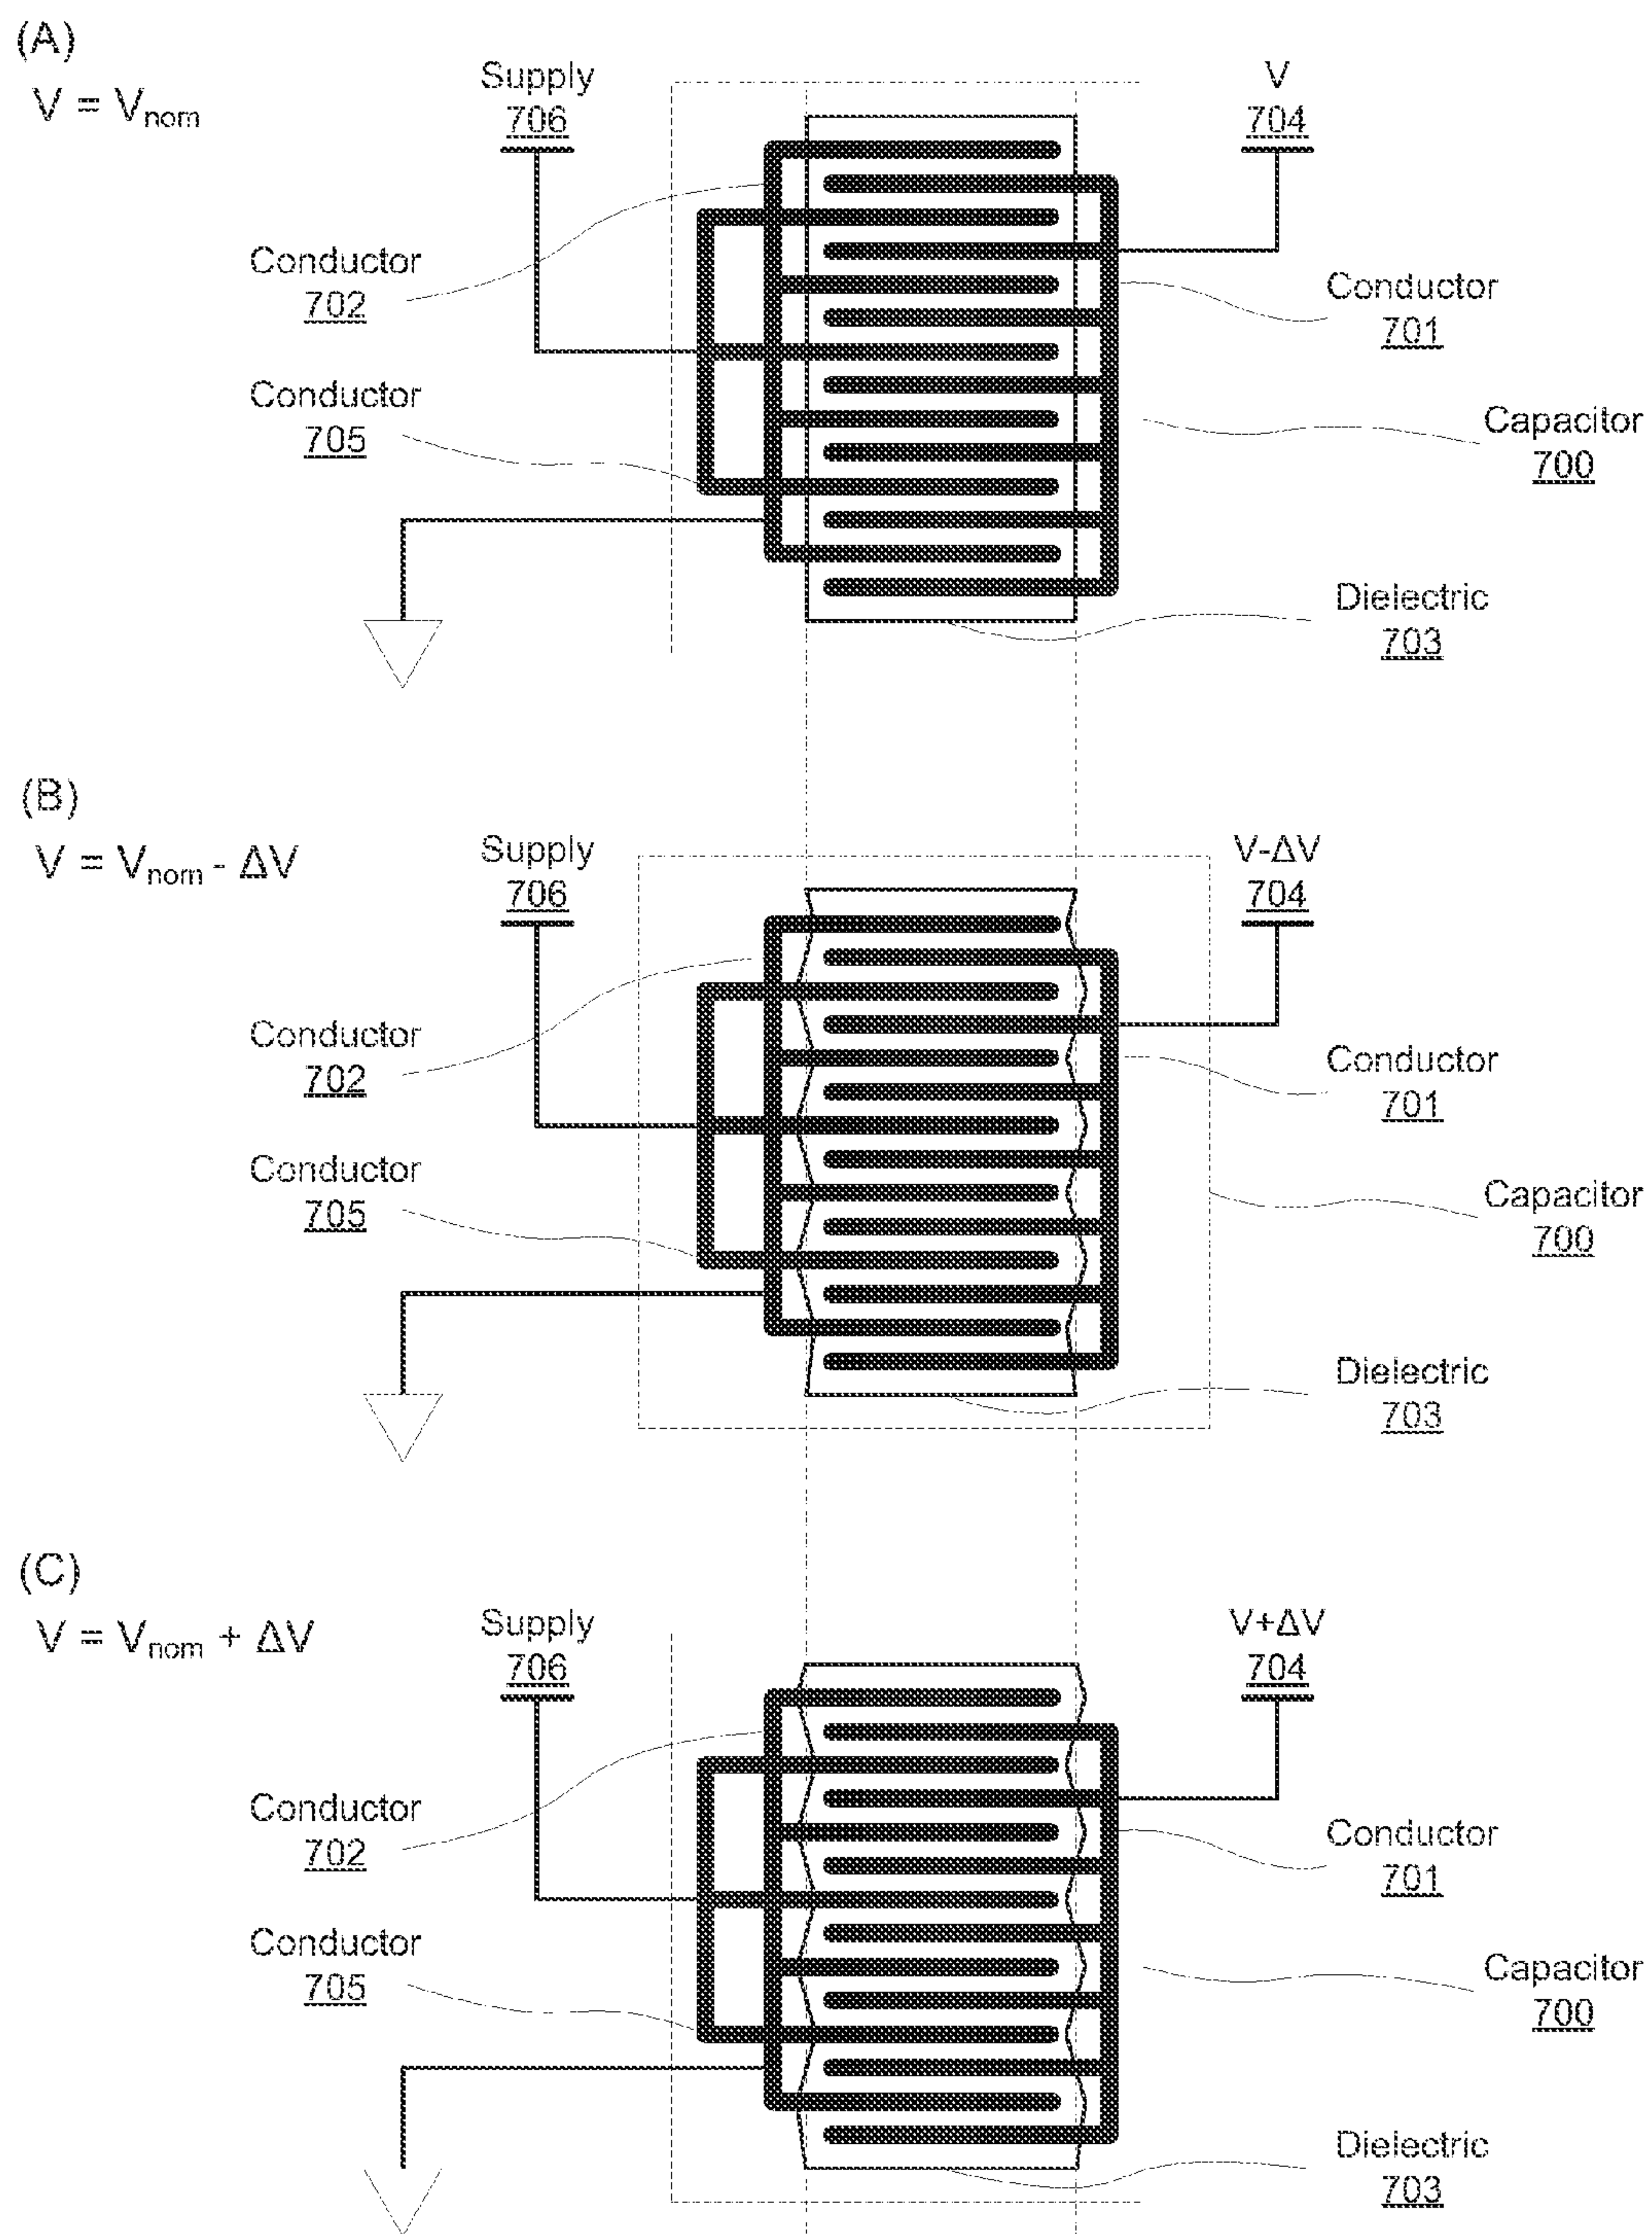 (A)
V = Vnom
Supply
706
V
704
Conductor
702
Conductor
701
Conductor
705
Capacitor
700
Dielectric
703
(B)
V = Vnom - ΔV
Supply
706
V-ΔV
704
Conductor
702
Conductor
701
Conductor
705
Capacitor
700
Dielectric
703
(C)
V = Vnom + ΔV
Supply
706
V+ΔV
704
Conductor
702
Conductor
701
Conductor
705
Capacitor
700
Dielectric
703